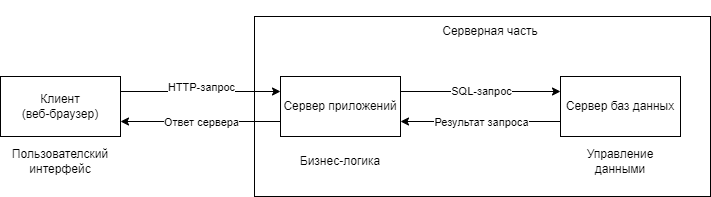 Серверная часть
Клиент
(веб-браузер)
HTTP-запрос
Ответ сервера
Сервер приложений
SQL-запрос
Результат запроса
Сервер баз данных
Пользователский
интерфейс
Бизнес-логика
Управление
данными